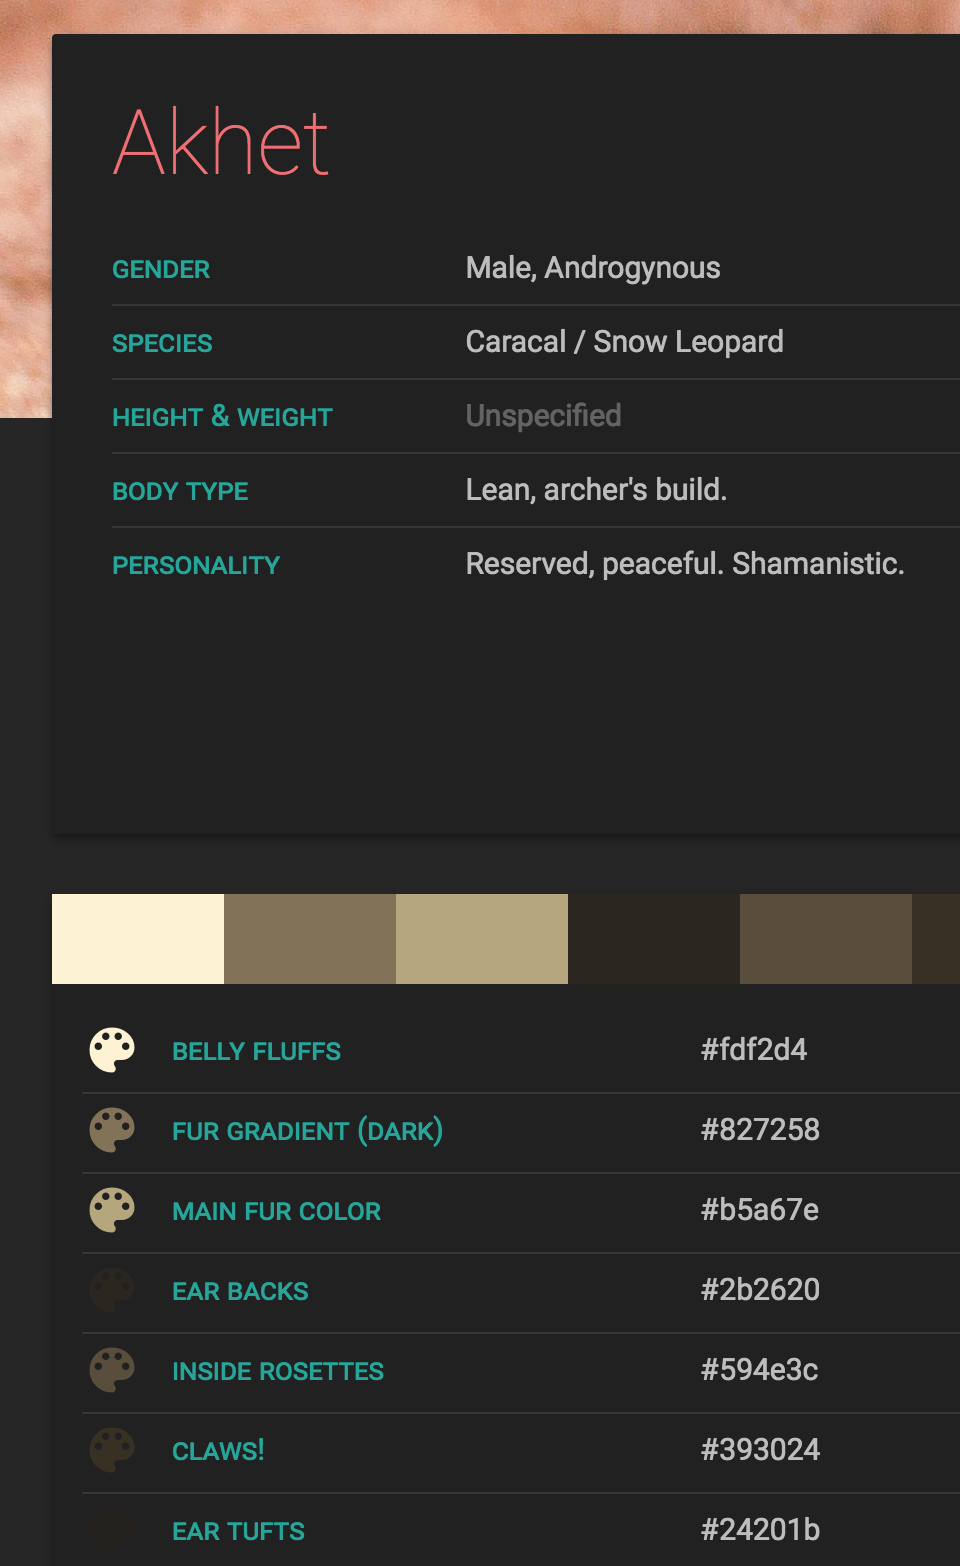 Akhet
GENDER Male, Androgynous
SPECIES Caracal / Snow Leopard
HEIGHT & WEIGHT Unspecified
BODY TYPE Lean, archer's build.
PERSONALITY Reserved, peaceful. Shamanistic.
BELLY FLUFFS #fdf2d4
FUR GRADIENT (DARK) #827258
MAIN FUR COLOR #b5a67e
EAR BACKS #2b2620
INSIDE ROSETTES #594e3c
CLAWS! #393024
EAR TUFTS #24201b